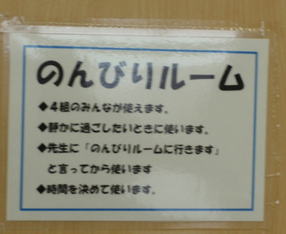 のんびりルーム
◆4組のみんなが使えます。
◆静かに過ごしたいときに使います。
◆先生に「のんびりルームに行きます」
と言ってから使います
◆時間を決めて使います。